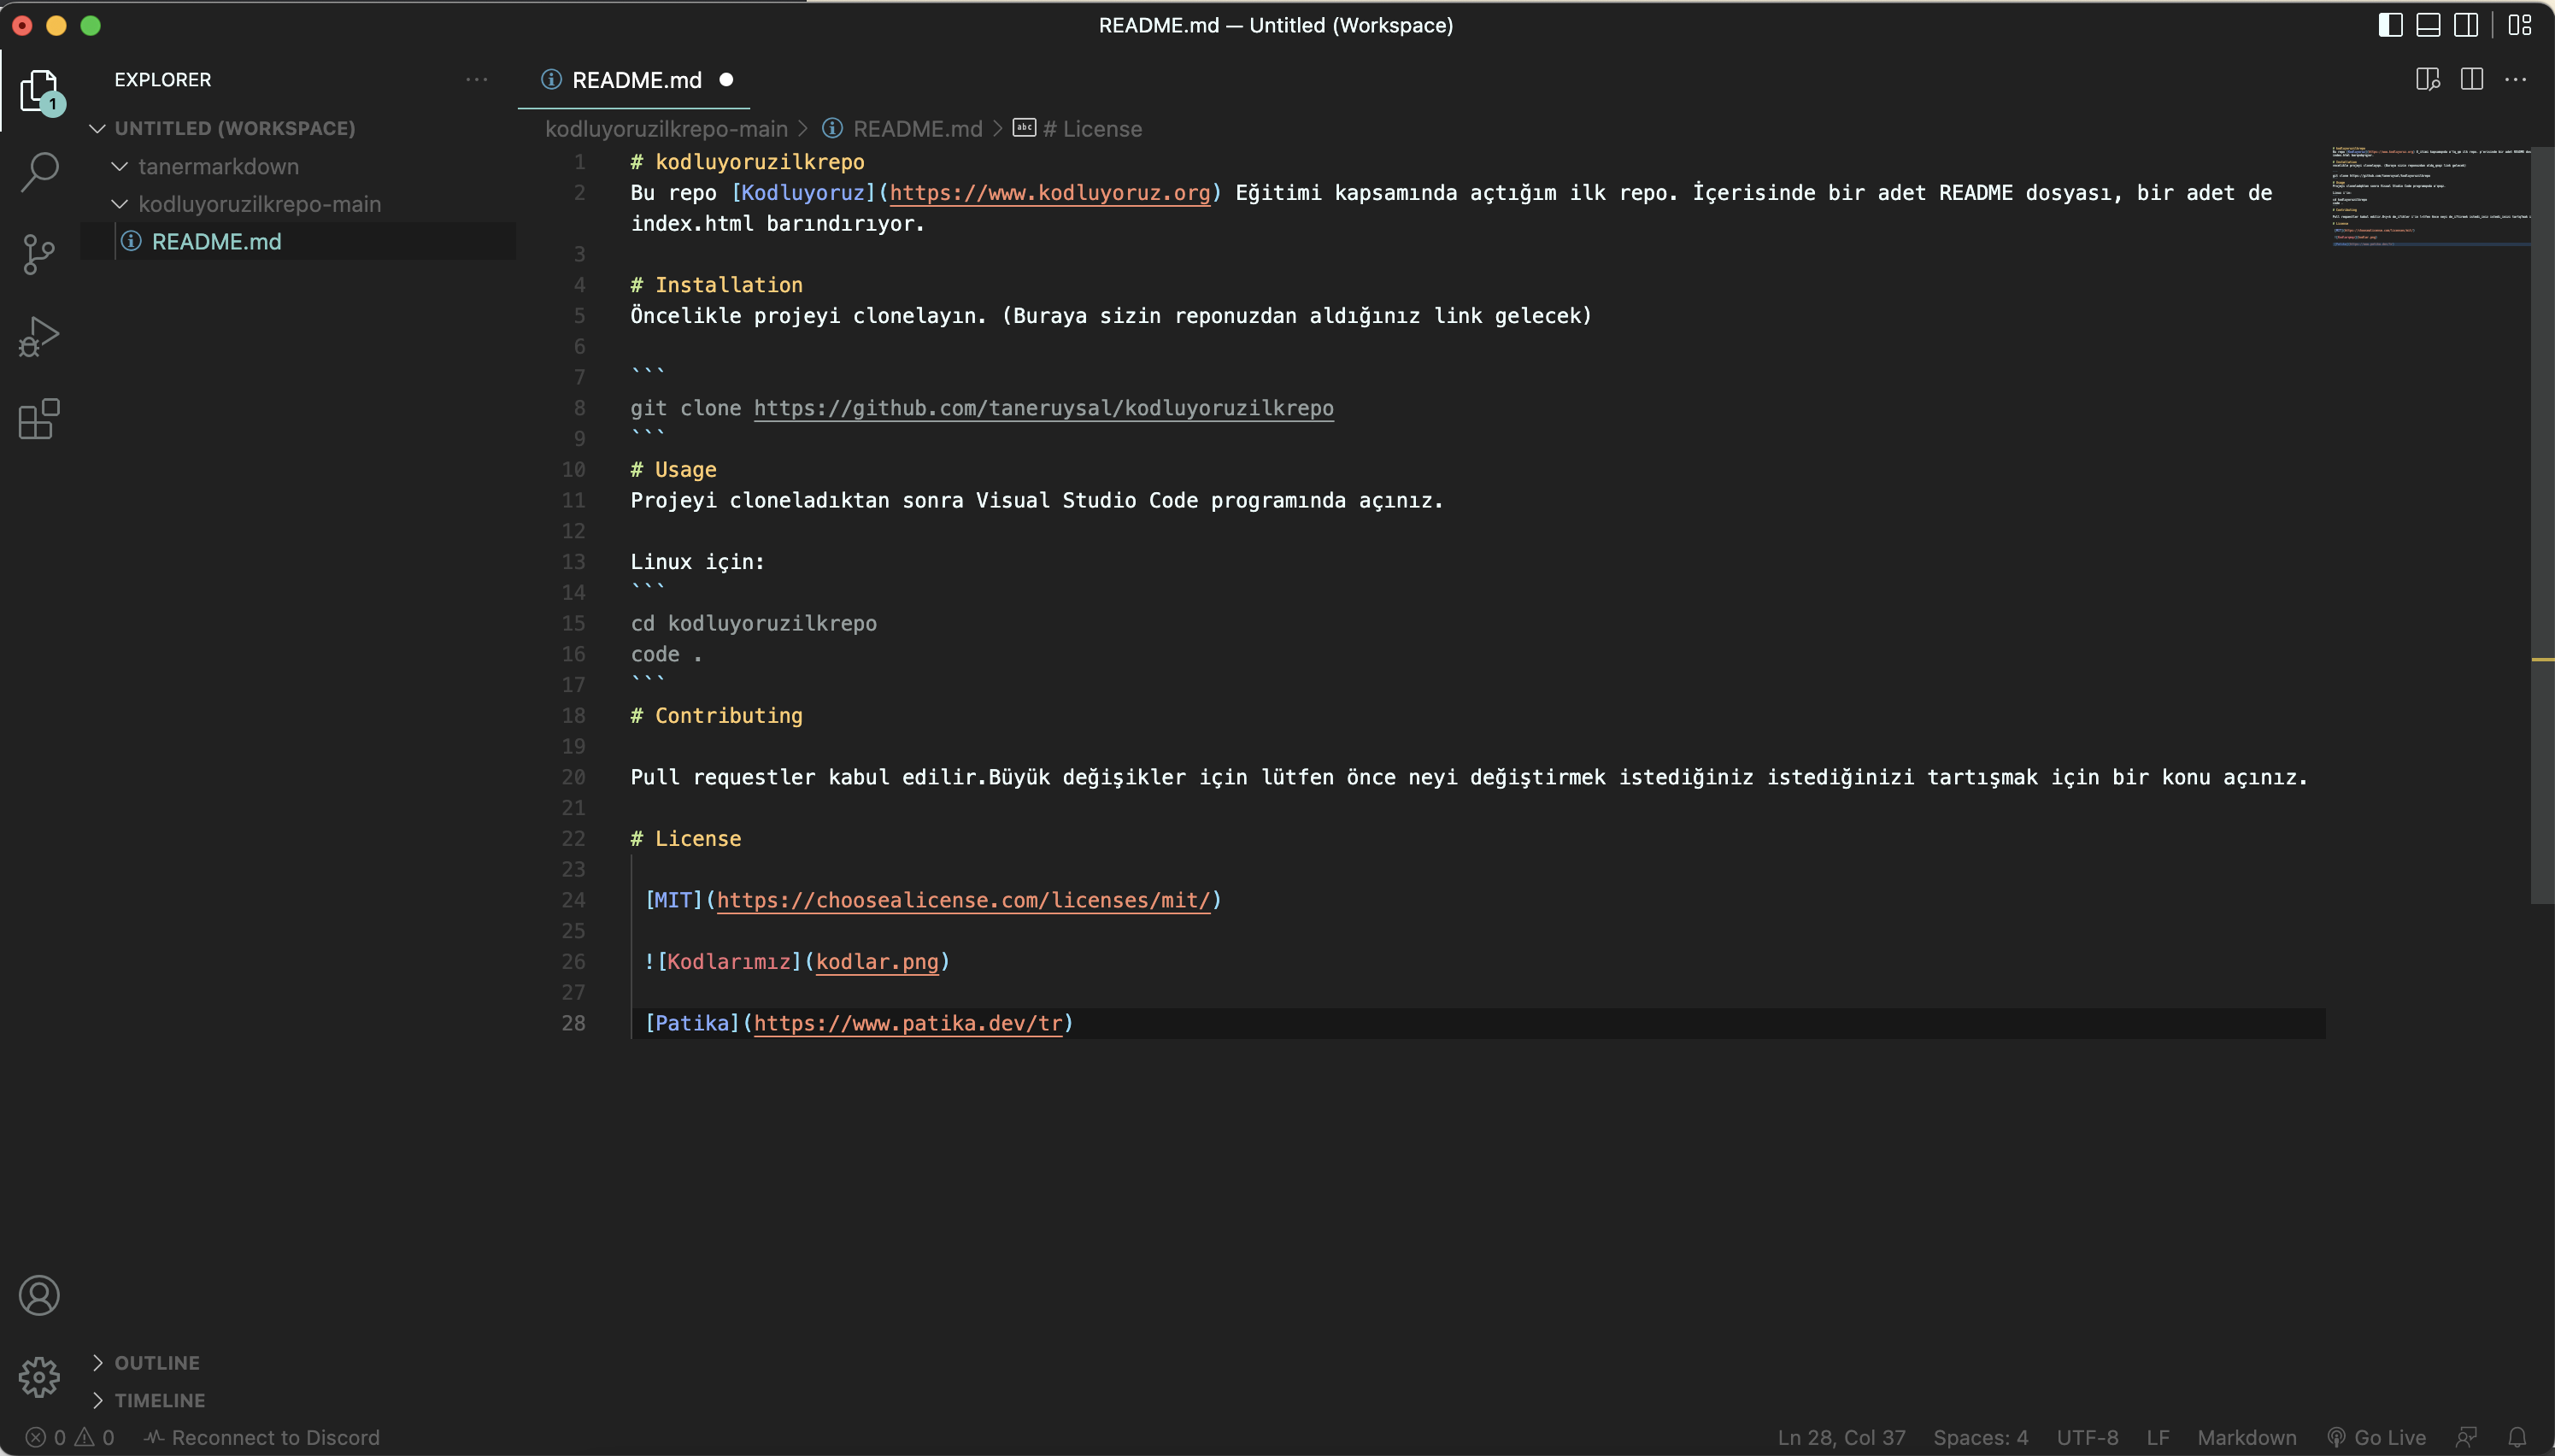 README.md — Untitled (Workspace)
EXPLORER
1
UNTITLED (WORKSPACE)
tanermarkdown
kodluyoruzilkrepo-main
README.md
README.md
kodluyoruzilkrepo-main > README.md > abc # License
1 # kodluyoruzilkrepo
2 Bu repo [Kodluyoruz](https://www.kodluyoruz.org) Eğitimi kapsamında açtığım ilk repo. İçerisinde bir adet README dosyası, bir adet de
index.html barındırıyor.
3
4 # Installation
5 Öncelikle projeyi clonelayın. (Buraya sizin reponuzdan aldığınız link gelecek)
6
7 ```
8 git clone https://github.com/taneruysal/kodluyoruzilkrepo
9 ```
10 # Usage
11 Projeyi cloneladıktan sonra Visual Studio Code programında açınız.
12
13 Linux için:
14 ```
15 cd kodluyoruzilkrepo
16 code .
17 ```
18 # Contributing
19
20 Pull requestler kabul edilir.Büyük değişikler için lütfen önce neyi değiştirmek istediğiniz istediğinizi tartışmak için bir konu açınız.
21
22 # License
23
24 [MIT](https://choosealicense.com/licenses/mit/)
25
26 ![Kodlarımız](kodlar.png)
27
28 [Patika](https://www.patika.dev/tr)
OUTLINE
TIMELINE
0 0 Reconnect to Discord
Ln 28, Col 37 Spaces: 4 UTF-8 LF Markdown Go Live